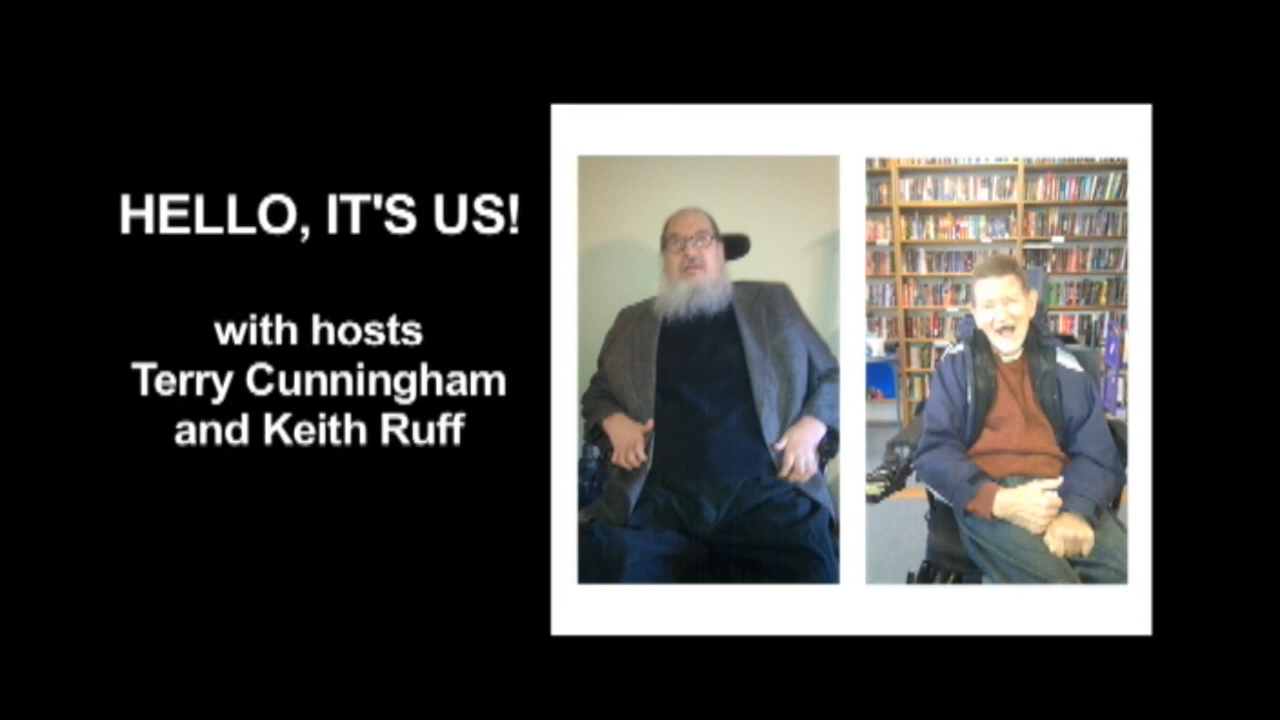 HELLO, IT'S US!
with hosts
Terry Cunningham
and Keith Ruff